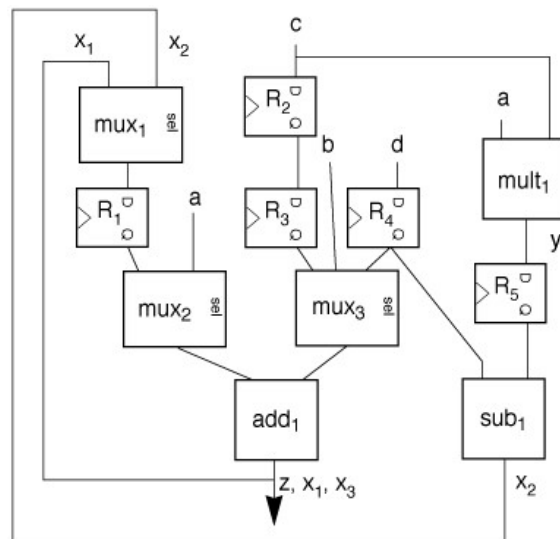 x1 x2 c
R2 D Q
a
mux1 sel
b d
mult1
a
R1 D Q
R3 D Q
R4 D Q
y
R5 D Q
mux2 sel
mux3 sel
add1
sub1
z, x1, x3
x2